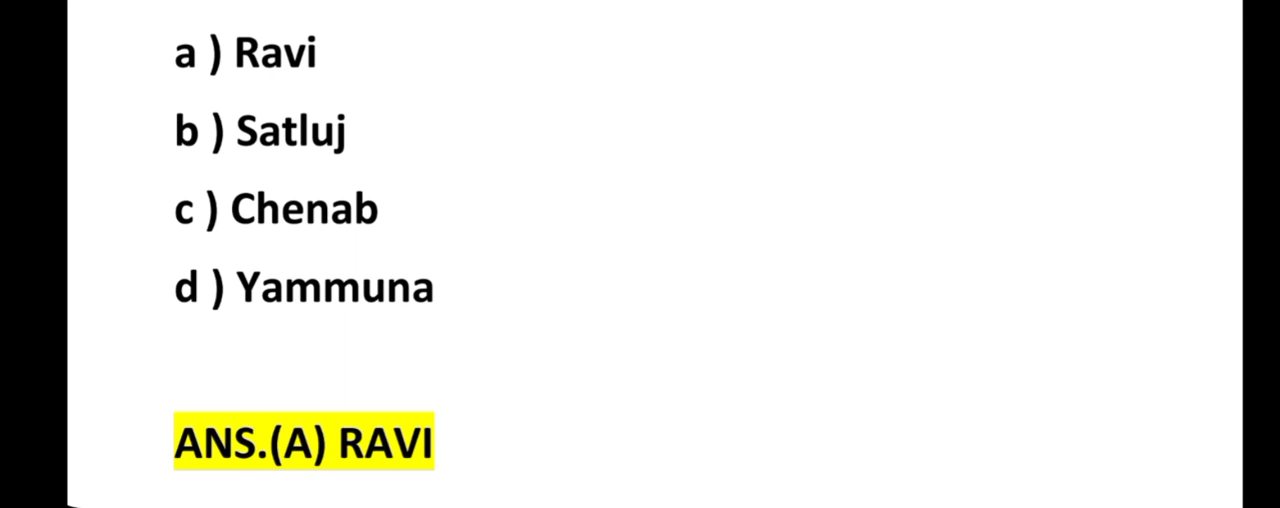 a ) Ravi
b ) Satluj
c ) Chenab
d ) Yammuna
ANS.(A) RAVI